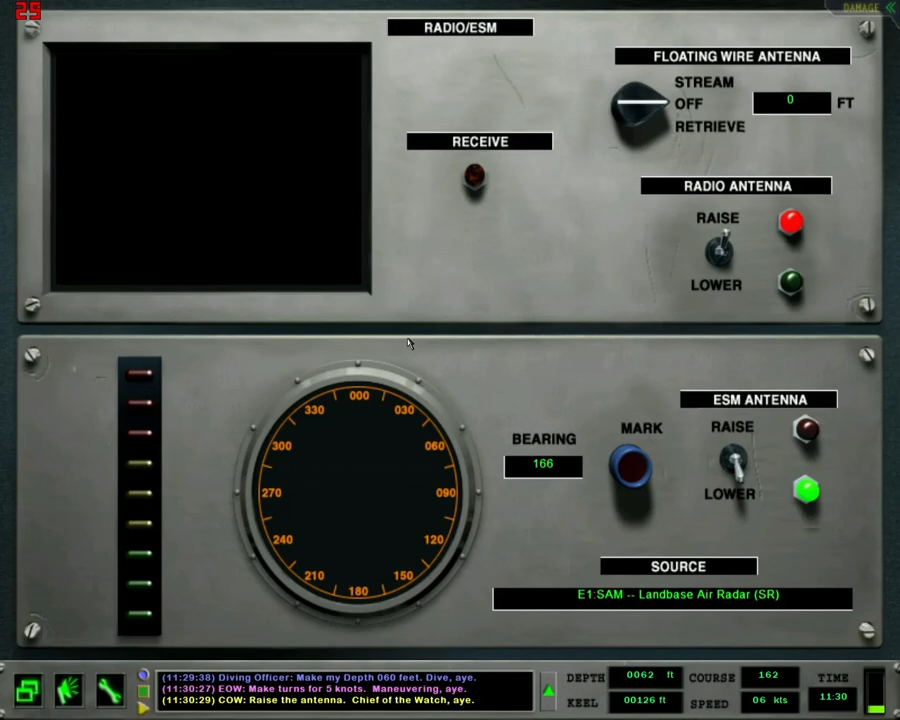 25
DAMAGE
RADIO/ESM
FLOATING WIRE ANTENNA
STREAM
OFF
RETRIEVE
0 FT
RECEIVE
RADIO ANTENNA
RAISE
LOWER
000
030
060
090
120
150
180
210
240
270
300
330
BEARING
166
MARK
ESM ANTENNA
RAISE
LOWER
SOURCE
E1:SAM -- Landbase Air Radar (SR)
(11:29:38) Diving Officer: Make my Depth 060 feet. Dive, aye.
(11:30:27) EOW: Make turns for 5 knots. Maneuvering, aye.
(11:30:29) COW: Raise the antenna. Chief of the Watch, aye.
DEPTH 0062 ft
KEEL 00126 ft
COURSE 162
SPEED 06 kts
TIME
11:30